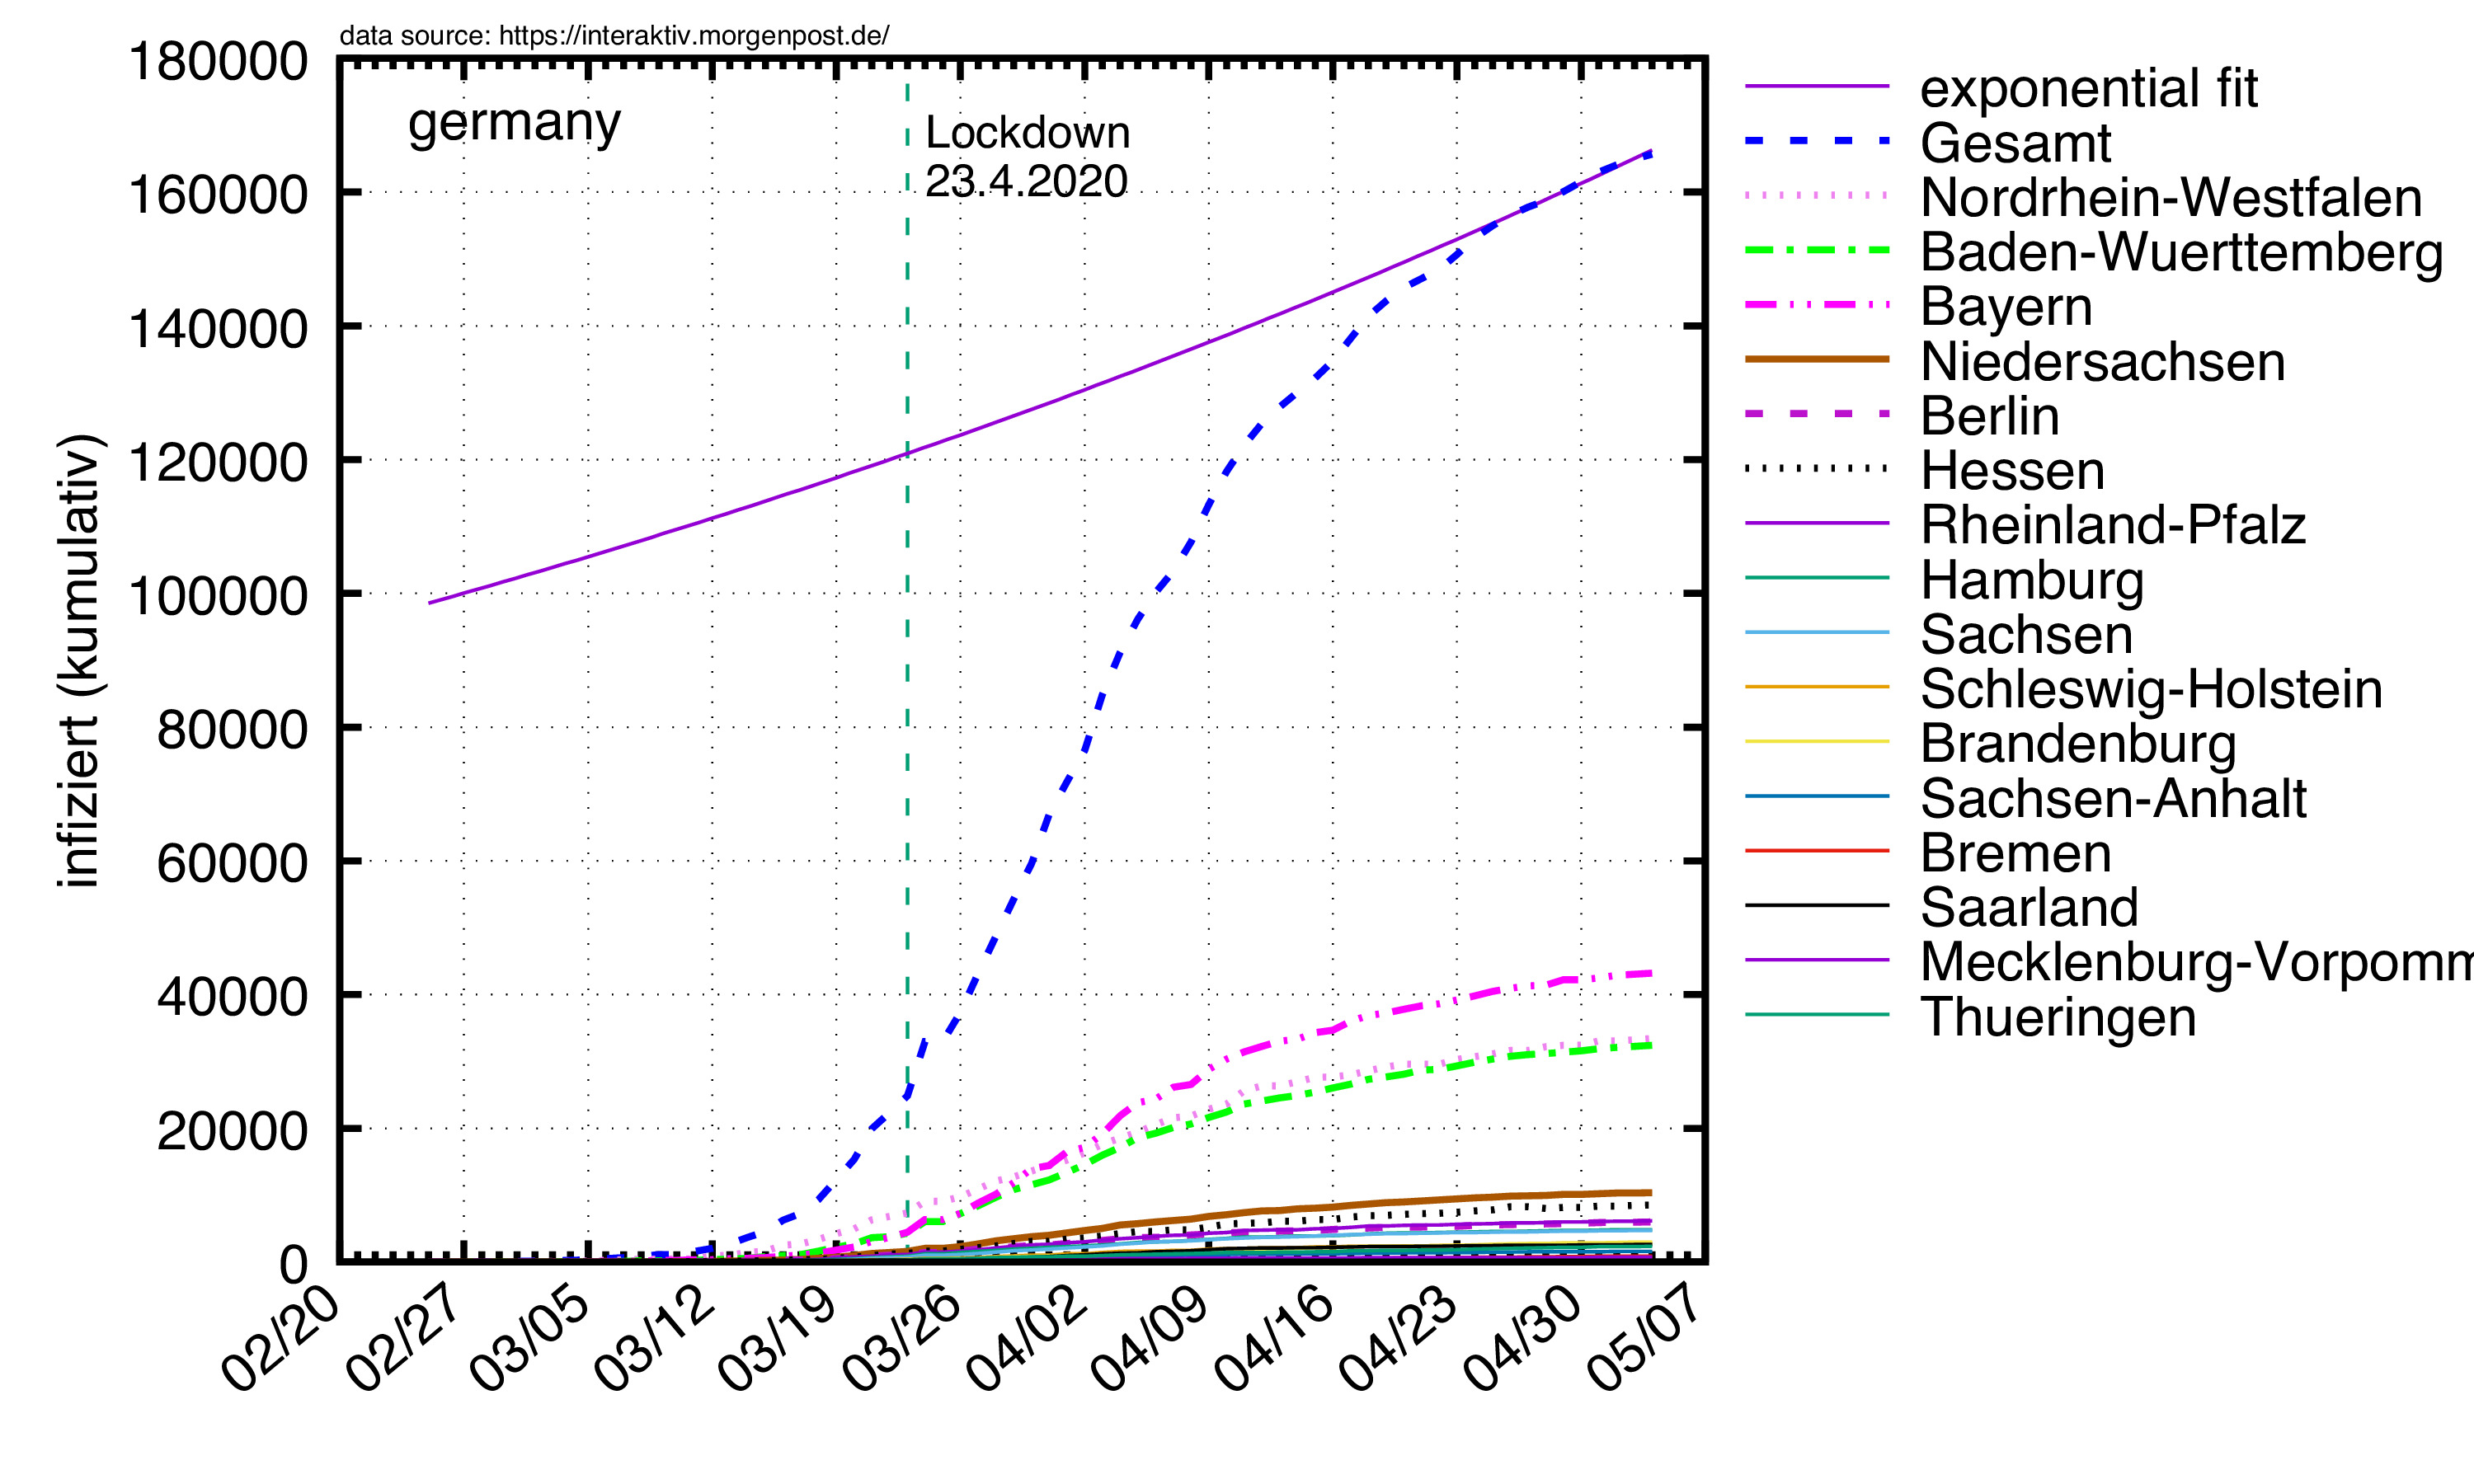 data source: https://interaktiv.morgenpost.de/
180000
160000
140000
120000
100000
80000
60000
40000
20000
0
infiziert (kumulativ)
germany
Lockdown
23.4.2020
02/20
02/27
03/05
03/12
03/19
03/26
04/02
04/09
04/16
04/23
04/30
05/07
exponential fit
Gesamt
Nordrhein-Westfalen
Baden-Wuerttemberg
Bayern
Niedersachsen
Berlin
Hessen
Rheinland-Pfalz
Hamburg
Sachsen
Schleswig-Holstein
Brandenburg
Sachsen-Anhalt
Bremen
Saarland
Mecklenburg-Vorpomm
Thueringen